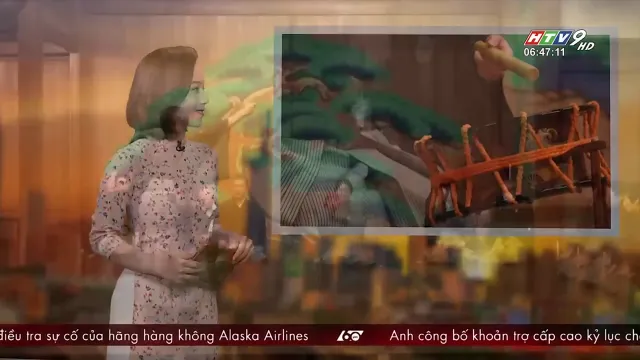 HTV9 HD
06:47:11
điều tra sự cố của hãng hàng không Alaska Airlines 60 Anh công bố khoản trợ cấp cao kỷ lục ch